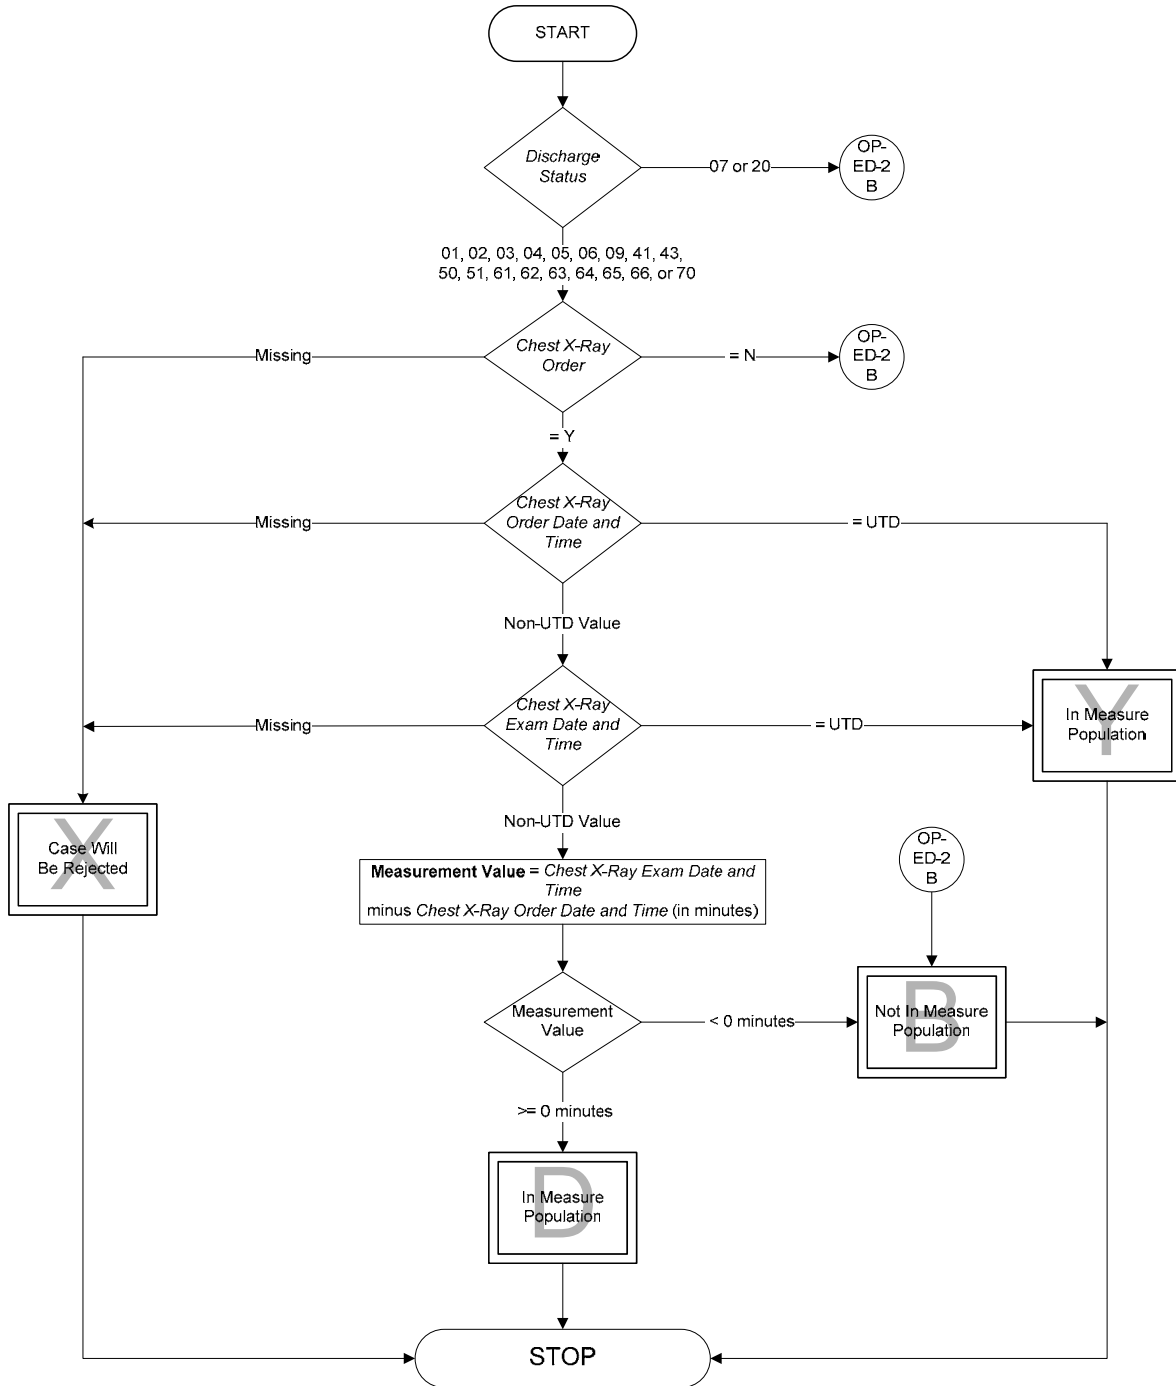 START
Discharge
Status
07 or 20
OP-
ED-2
B
01, 02, 03, 04, 05, 06, 09, 41, 43,
50, 51, 61, 62, 63, 64, 65, 66, or 70
Missing
Chest X-Ray
Order
= N
OP-
ED-2
B
= Y
Missing
Chest X-Ray
Order Date and
Time
= UTD
Non-UTD Value
Missing
Chest X-Ray
Exam Date and
Time
= UTD
Y
In Measure
Population
Non-UTD Value
X
Case Will
Be Rejected
Measurement Value = Chest X-Ray Exam Date and
Time
minus Chest X-Ray Order Date and Time (in minutes)
OP-
ED-2
B
Measurement
Value
< 0 minutes
B
Not In Measure
Population
>= 0 minutes
D
In Measure
Population
STOP